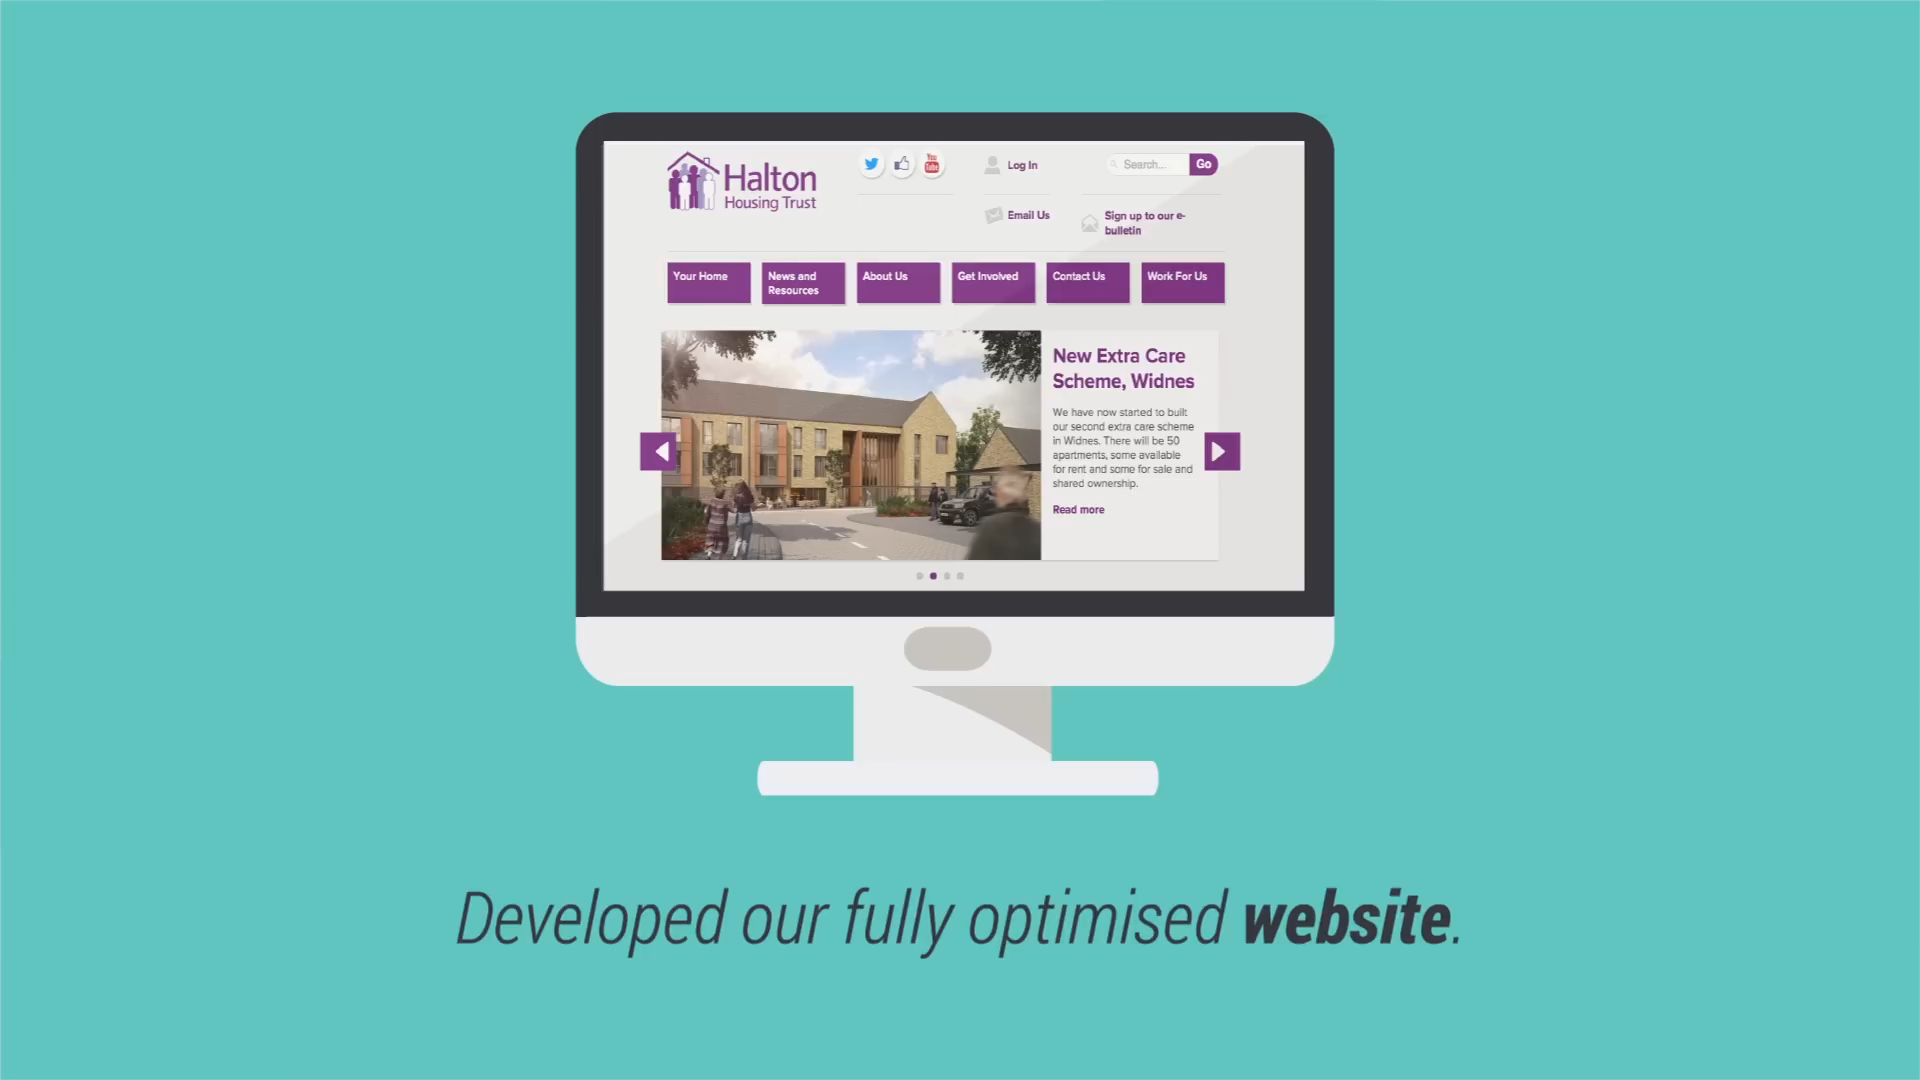 Halton
Housing Trust
You
Tube
Log In
Search...
Go
Email Us
Sign up to our e-
bulletin
Your Home
News and
Resources
About Us
Get Involved
Contact Us
Work For Us
New Extra Care
Scheme, Widnes
We have now started to built
our second extra care scheme
in Widnes. There will be 50
apartments, some available
for rent and some for sale and
shared ownership.
Read more
Developed our fully optimised website.